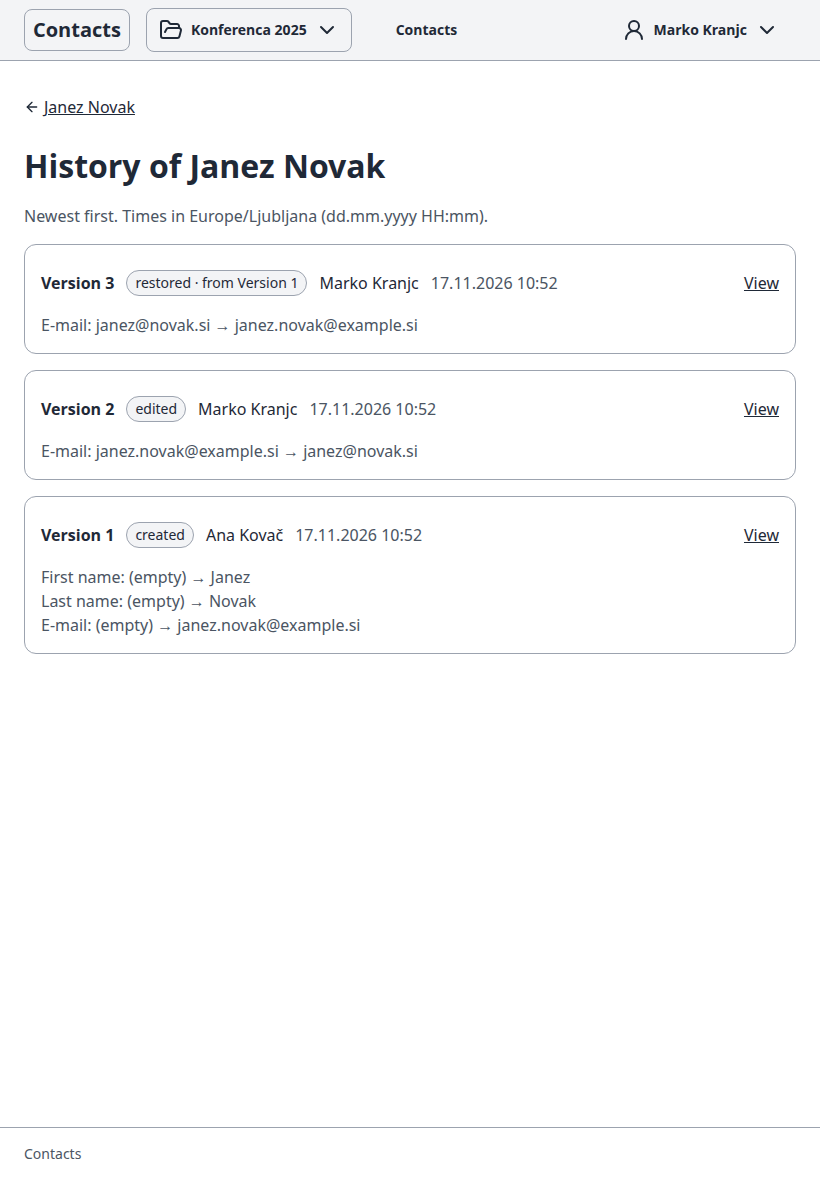 Contacts
Konferenca 2025
Contacts
Marko Kranjc
← Janez Novak
History of Janez Novak
Newest first. Times in Europe/Ljubljana (dd.mm.yyyy HH:mm).
Version 3 restored · from Version 1 Marko Kranjc 17.11.2026 10:52 View
E-mail: janez@novak.si → janez.novak@example.si
Version 2 edited Marko Kranjc 17.11.2026 10:52 View
E-mail: janez.novak@example.si → janez@novak.si
Version 1 created Ana Kovač 17.11.2026 10:52 View
First name: (empty) → Janez
Last name: (empty) → Novak
E-mail: (empty) → janez.novak@example.si
Contacts